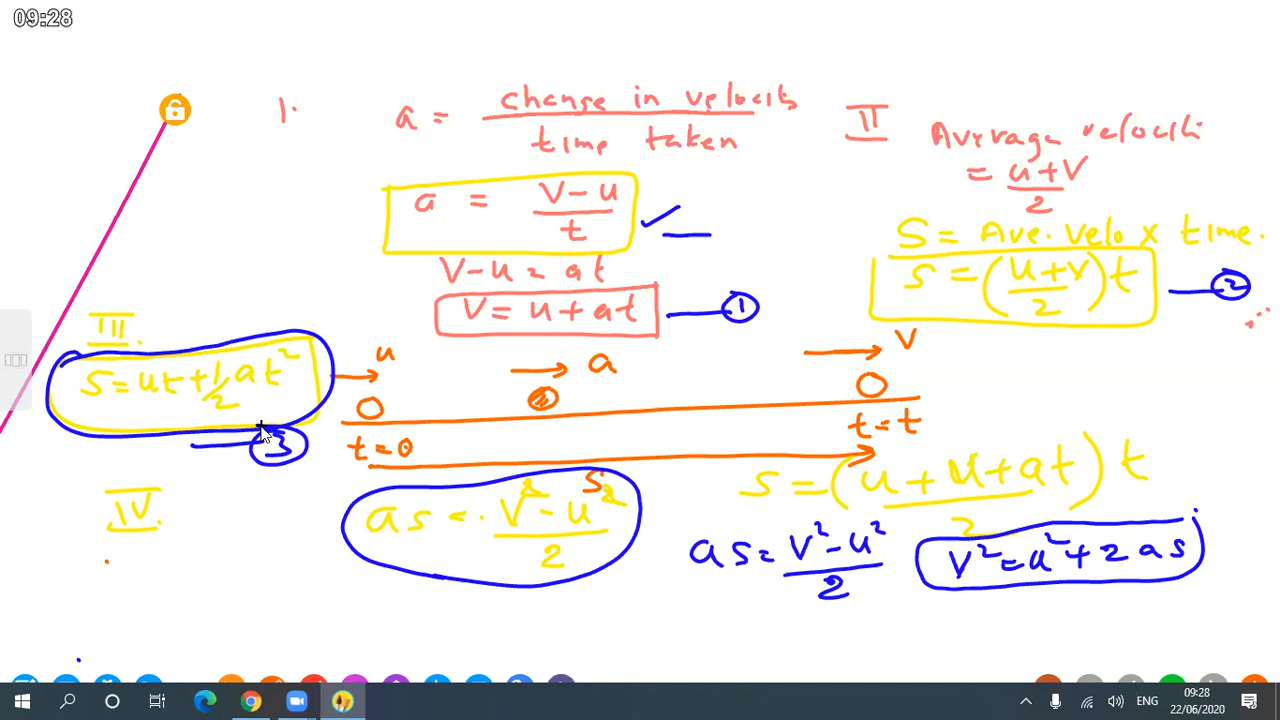 09:28
1.
a = change in velocity / time taken
a = v-u / t
v-u = at
v = u + at
1
II
Average velocity
= u+v / 2
S = Ave. velo x time.
S = (u+v / 2) t
2
III
S = ut + 1/2 at²
3
u
a
v
t=0
t=t
S
IV
as = v² - u² / 2
S = (u + u + at / 2) t
as = v² - u² / 2
v² = u² + 2as
ENG
09:28
22/06/2020